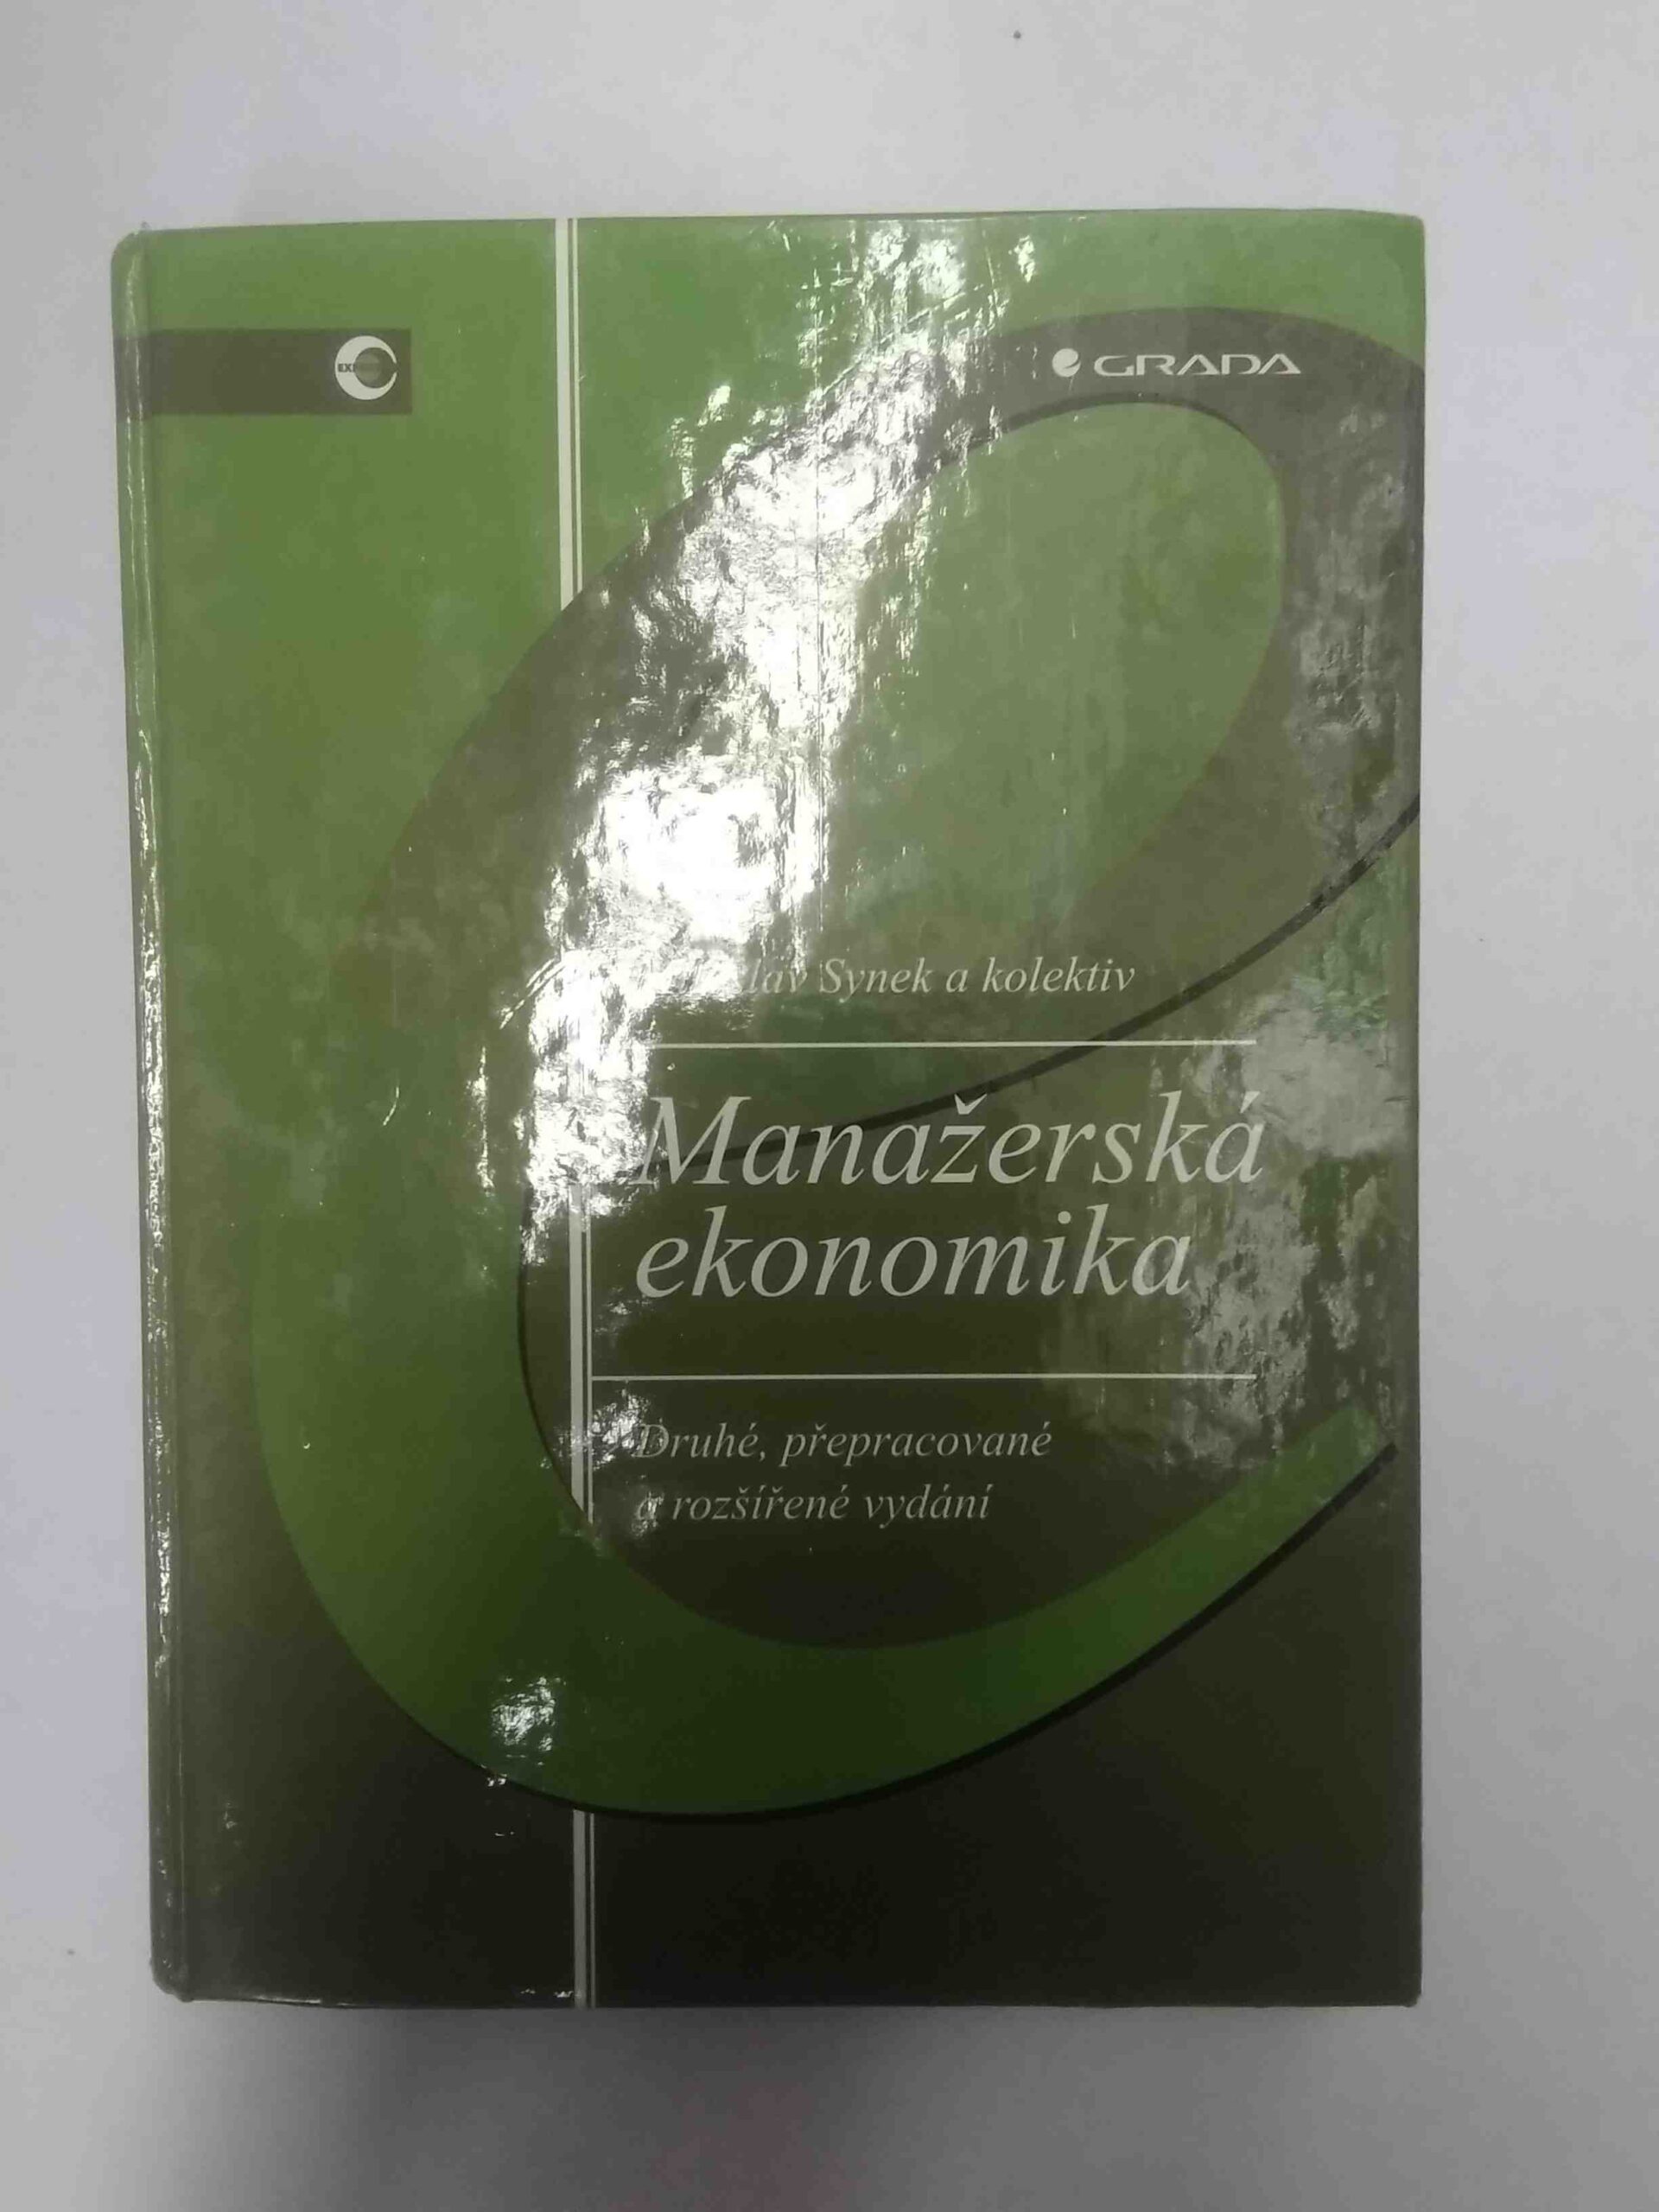 GRADA
Synek a kolektiv
Manažerská
ekonomika
Druhé, přepracované
a rozšířené vydání